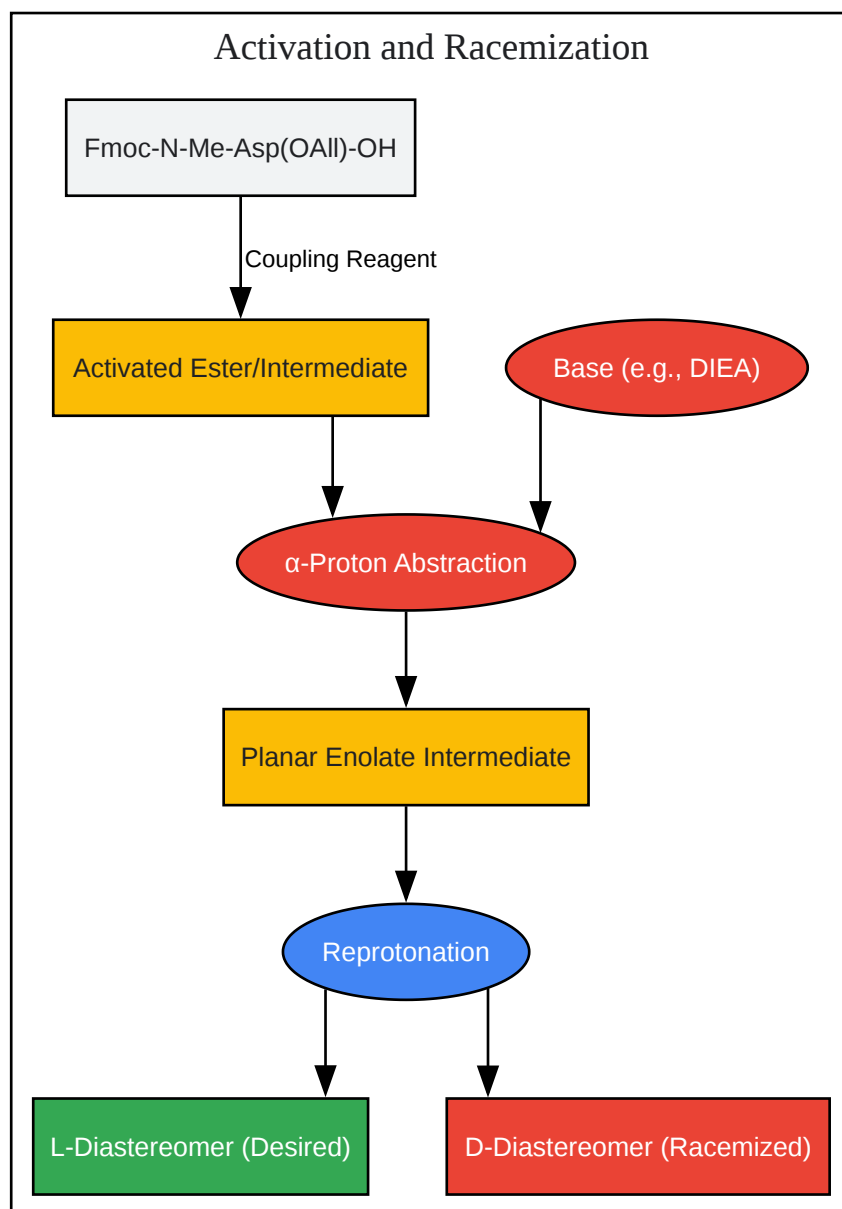 Activation and Racemization
Fmoc-N-Me-Asp(OAll)-OH
Coupling Reagent
Activated Ester/Intermediate
Base (e.g., DIEA)
α-Proton Abstraction
Planar Enolate Intermediate
Reprotonation
L-Diastereomer (Desired)
D-Diastereomer (Racemized)